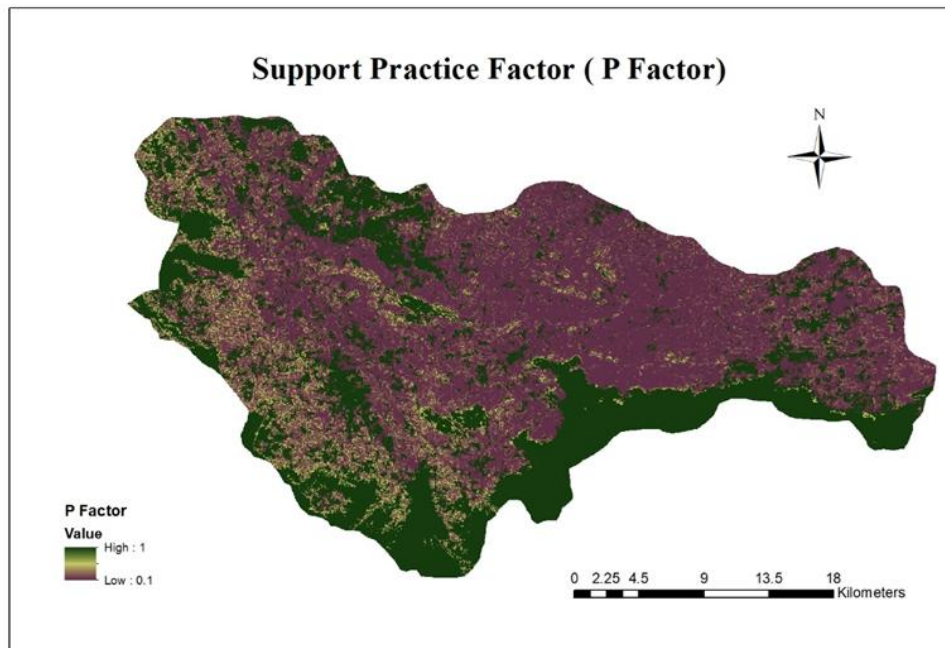 Support Practice Factor ( P Factor)
N
P Factor
Value
High : 1
Low : 0.1
0 2.25 4.5 9 13.5 18
Kilometers